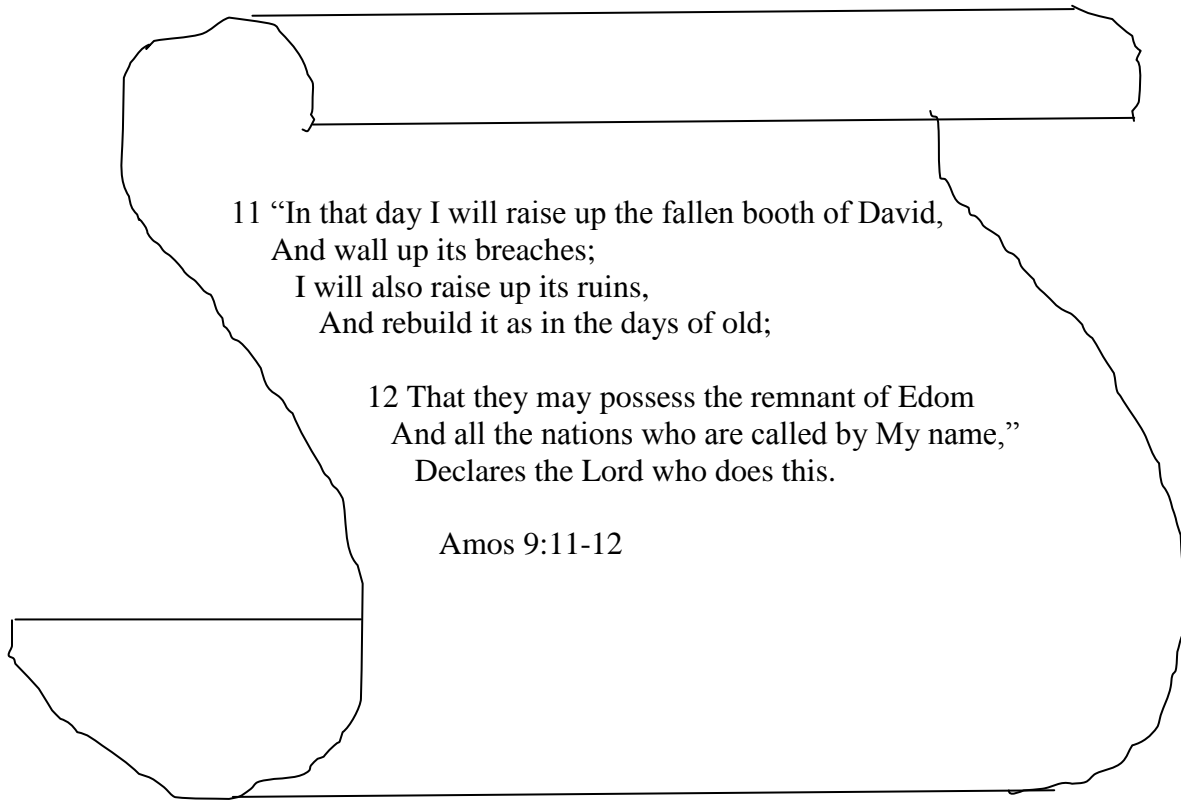 11 “In that day I will raise up the fallen booth of David,
And wall up its breaches;
I will also raise up its ruins,
And rebuild it as in the days of old;
12 That they may possess the remnant of Edom
And all the nations who are called by My name,”
Declares the Lord who does this.
Amos 9:11-12